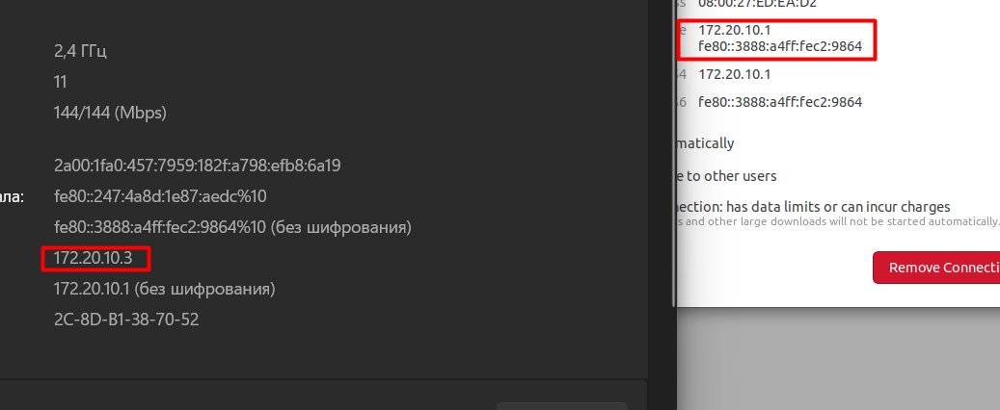 2,4 ГГц
11
144/144 (Mbps)
2a00:1fa0:457:7959:182f:a798:efb8:6a19
ала:
fe80::247:4a8d:1e87:aedc%10
fe80::3888:a4ff:fec2:9864%10 (без шифрования)
172.20.10.3
172.20.10.1 (без шифрования)
2C-8D-B1-38-70-52
ss 08:00:27:ED:EA:D2
e 172.20.10.1
fe80::3888:a4ff:fec2:9864
4 172.20.10.1
6 fe80::3888:a4ff:fec2:9864
matically
e to other users
nection: has data limits or can incur charges
s and other large downloads will not be started automatically.
Remove Connecti